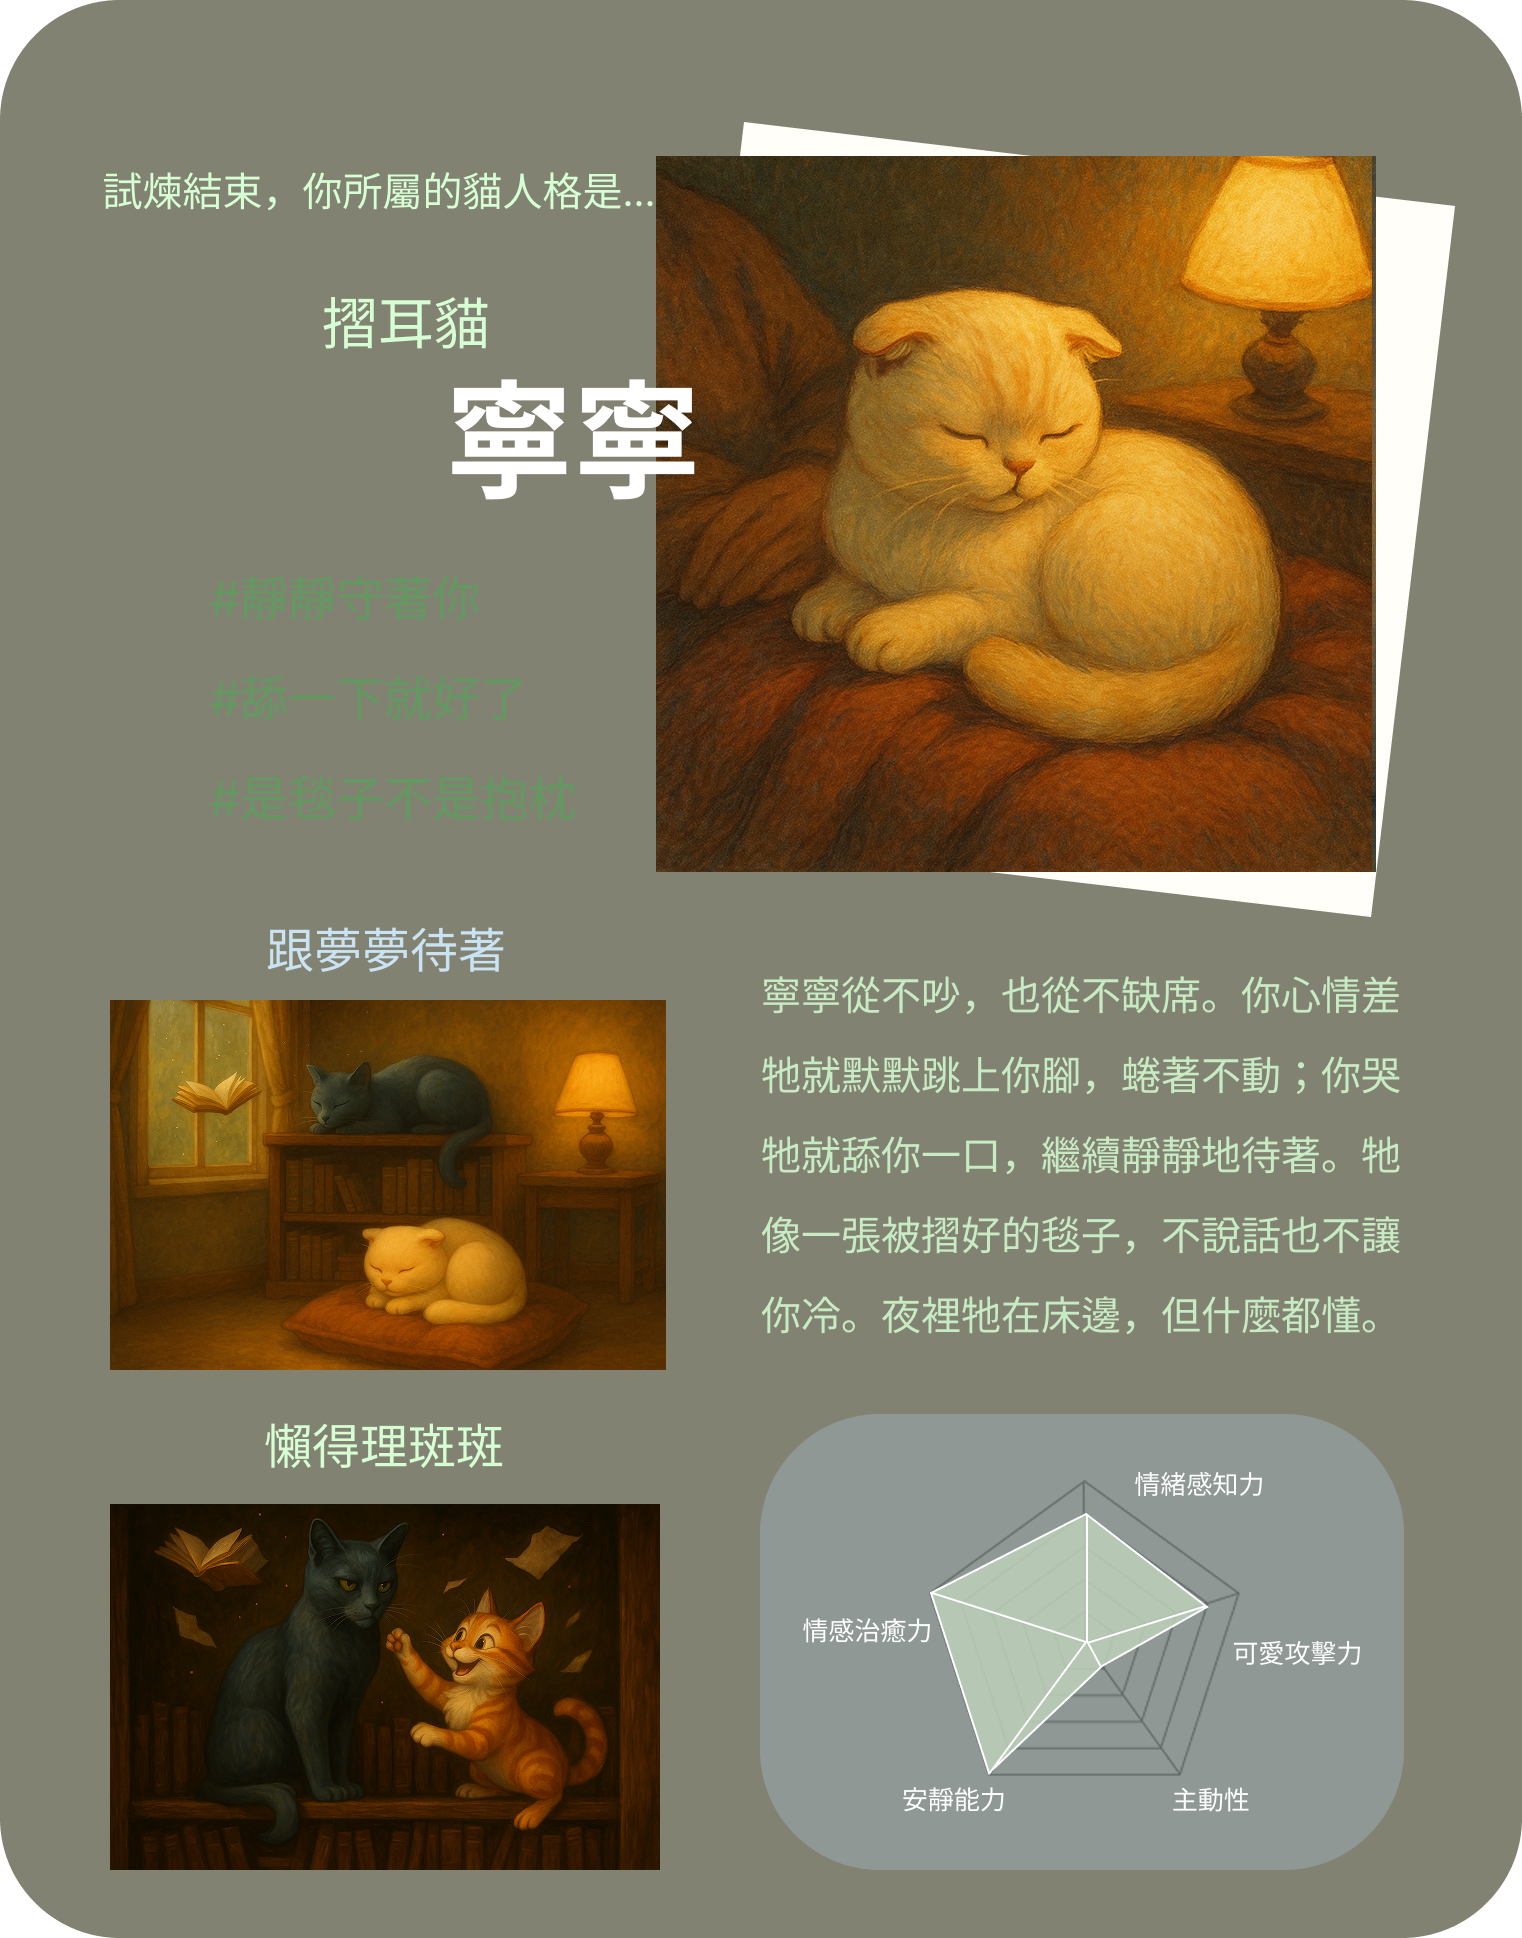 試煉結束，你所屬的貓人格是...
摺耳貓
寧寧
#靜靜守著你
#舔一下就好了
#是毯子不是抱枕
跟夢夢待著
寧寧從不吵，也從不缺席。你心情差
牠就默默跳上你腳，蜷著不動；你哭
牠就舔你一口，繼續靜靜地待著。牠
像一張被摺好的毯子，不說話也不讓
你冷。夜裡牠在床邊，但什麼都懂。
懶得理斑斑
情緒感知力
情感治癒力
可愛攻擊力
安靜能力
主動性